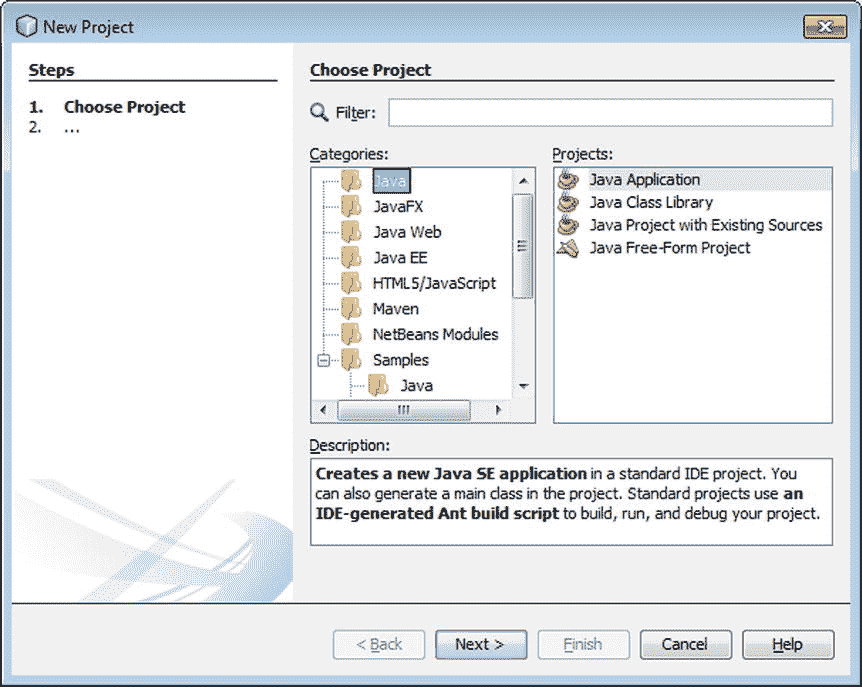 New Project
Steps
1. Choose Project
2. ...
Choose Project
Filter:
Categories:
Java
JavaFX
Java Web
Java EE
HTML5/JavaScript
Maven
NetBeans Modules
Samples
Java
Projects:
Java Application
Java Class Library
Java Project with Existing Sources
Java Free-Form Project
Description:
Creates a new Java SE application in a standard IDE project. You
can also generate a main class in the project. Standard projects use an
IDE-generated Ant build script to build, run, and debug your project.
< Back
Next >
Finish
Cancel
Help